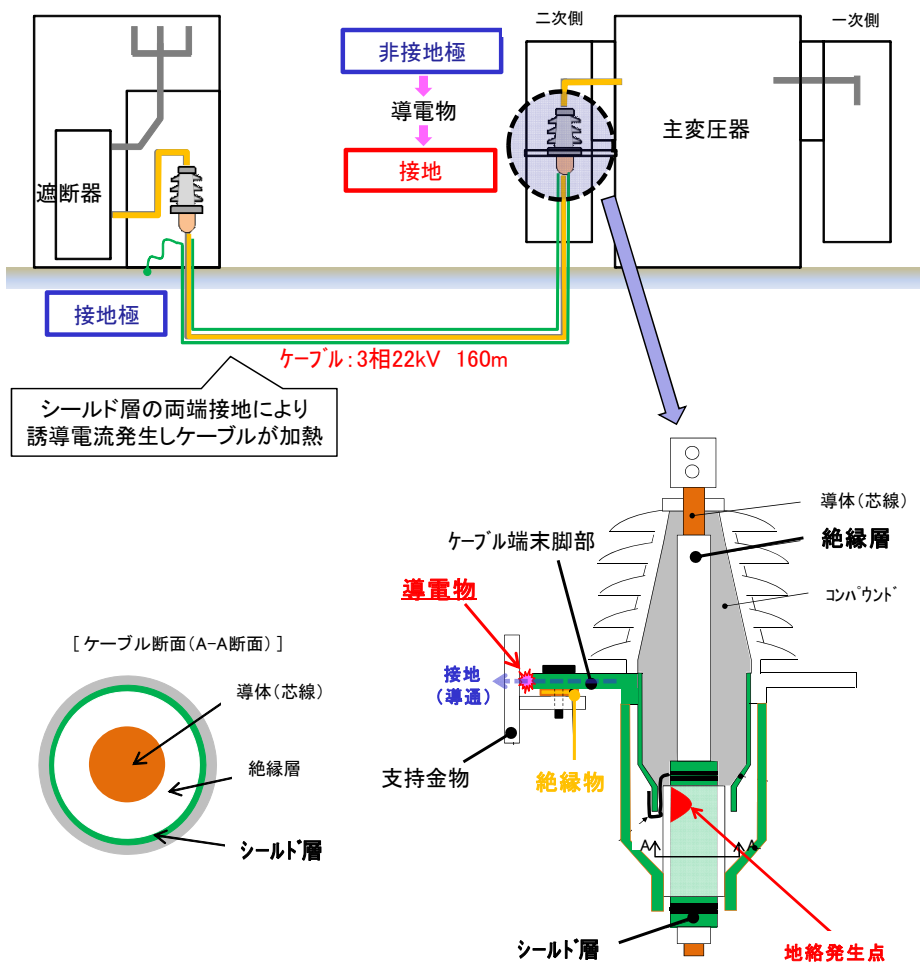 二次側
一次側
非接地極
導電物
接地
主変圧器
遮断器
接地極
ケーブル：3相22kV 160m
シールド層の両端接地により
誘導電流発生しケーブルが加熱
導体(芯線)
ケーブル端末脚部
絶縁層
導電物
コンパウンド
[ケーブル断面(A-A断面)]
接地
(導通)
導体(芯線)
絶縁層
支持金物
絶縁物
シールド層
A
A
シールド層
地絡発生点